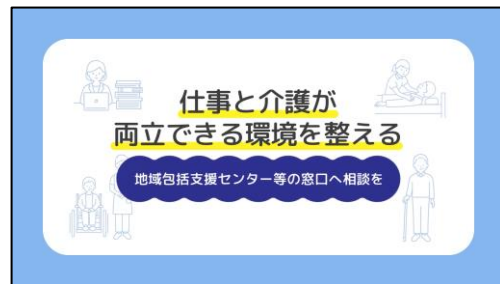 仕事と介護が
両立できる環境を整える
地域包括支援センター等の窓口へ相談を